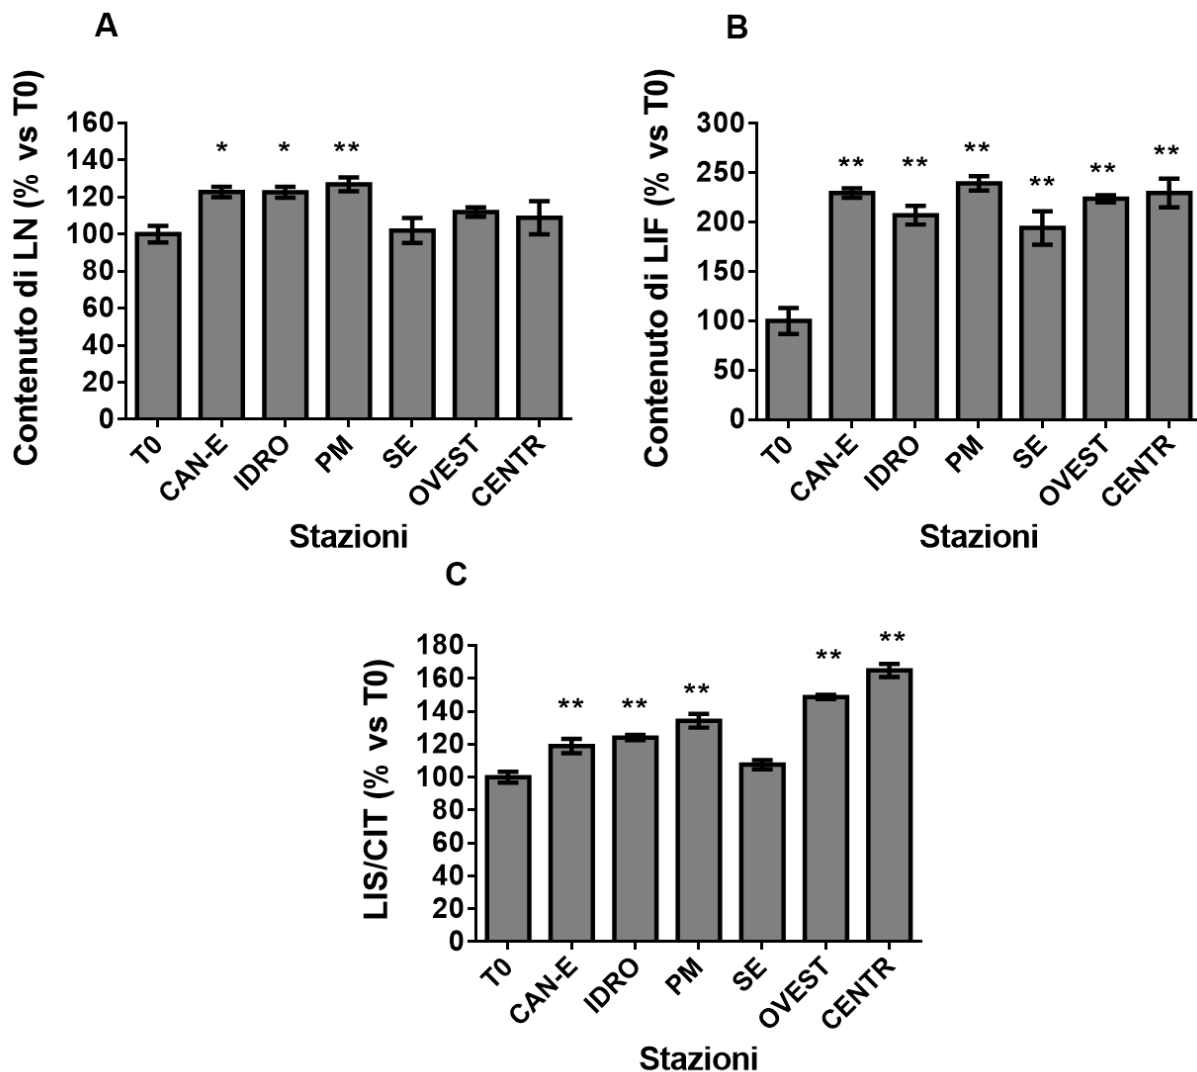 A
Contenuto di LN (% vs T0)
160
140
120
100
80
60
40
20
0
* * **
T0 CAN-E IDRO PM SE OVEST CENTR
Stazioni
B
Contenuto di LIF (% vs T0)
300
250
200
150
100
50
0
** ** ** ** ** **
T0 CAN-E IDRO PM SE OVEST CENTR
Stazioni
C
LIS/CIT (% vs T0)
180
160
140
120
100
80
60
40
20
0
** ** ** ** **
T0 CAN-E IDRO PM SE OVEST CENTR
Stazioni